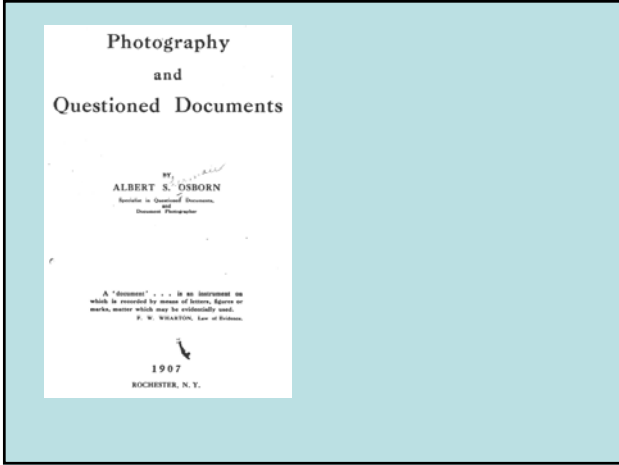 Photography
and
Questioned Documents
BY
ALBERT S. OSBORN
Specialist in Questioned Documents,
and
Document Photographer
A "document" . . . is an instrument on
which is recorded by means of letters, figures or
marks, matter which may be evidentially used.
F. W. WHARTON, Law of Evidence.
1907
ROCHESTER, N. Y.